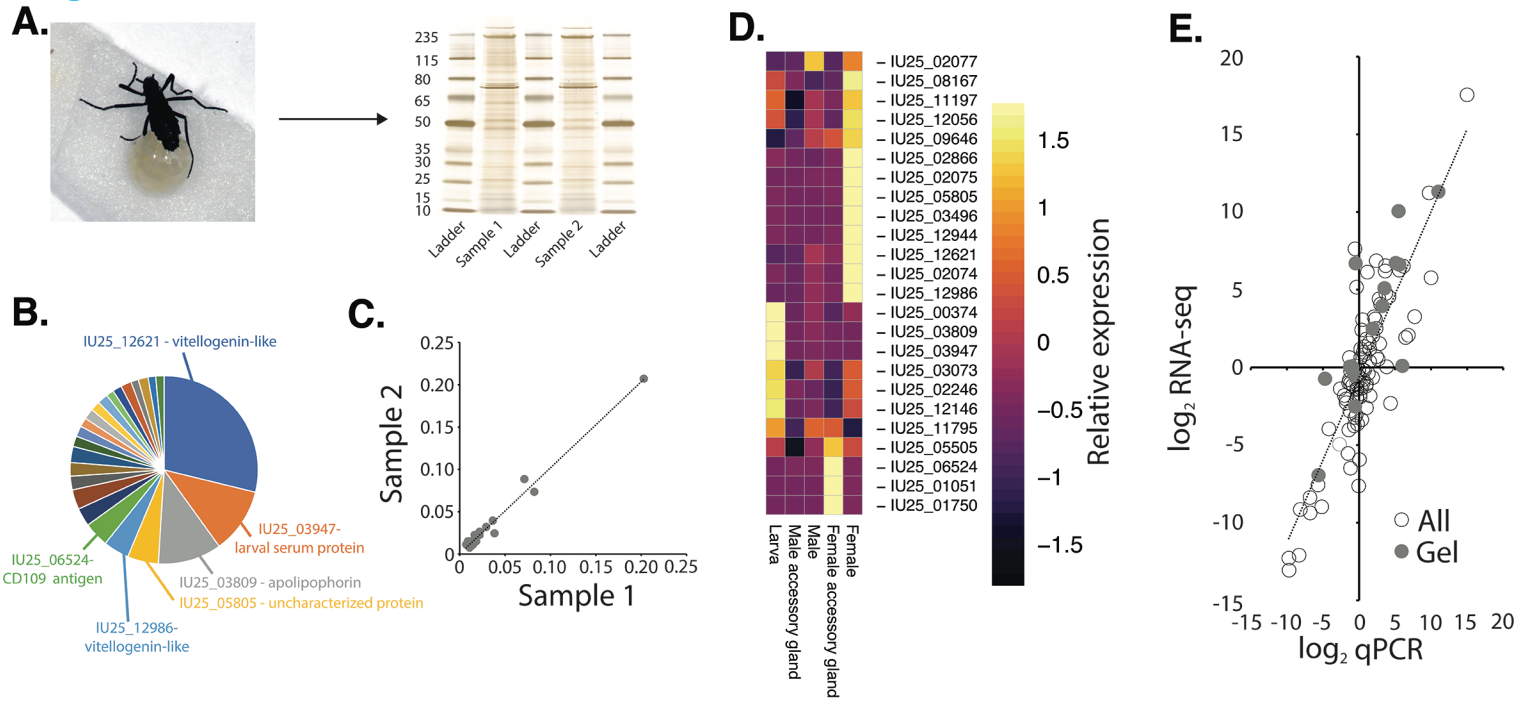 A.
235
115
80
65
50
35
30
25
15
10
Ladder
Sample 1
Ladder
Sample 2
Ladder
B.
IU25_12621 - vitellogenin-like
IU25_03947-
larval serum protein
IU25_03809 - apolipophorin
IU25_05805 - uncharacterized protein
IU25_12986-
vitellogenin-like
IU25_06524-
CD109 antigen
C.
Sample 2
0.25
0.20
0.15
0.10
0.05
0
0 0.05 0.10 0.15 0.20 0.25
Sample 1
D.
– IU25_02077
– IU25_08167
– IU25_11197
– IU25_12056
– IU25_09646
– IU25_02866
– IU25_02075
– IU25_05805
– IU25_03496
– IU25_12944
– IU25_12621
– IU25_02074
– IU25_12986
– IU25_00374
– IU25_03809
– IU25_03947
– IU25_03073
– IU25_02246
– IU25_12146
– IU25_11795
– IU25_05505
– IU25_06524
– IU25_01051
– IU25_01750
Larva
Male accessory gland
Male
Female accessory gland
Female
1.5
1
0.5
0
−0.5
−1
−1.5
Relative expression
E.
log2 RNA-seq
20
15
10
5
0
-5
-10
-15
-15 -10 -5 0 5 10 15 20
log2 qPCR
All
Gel